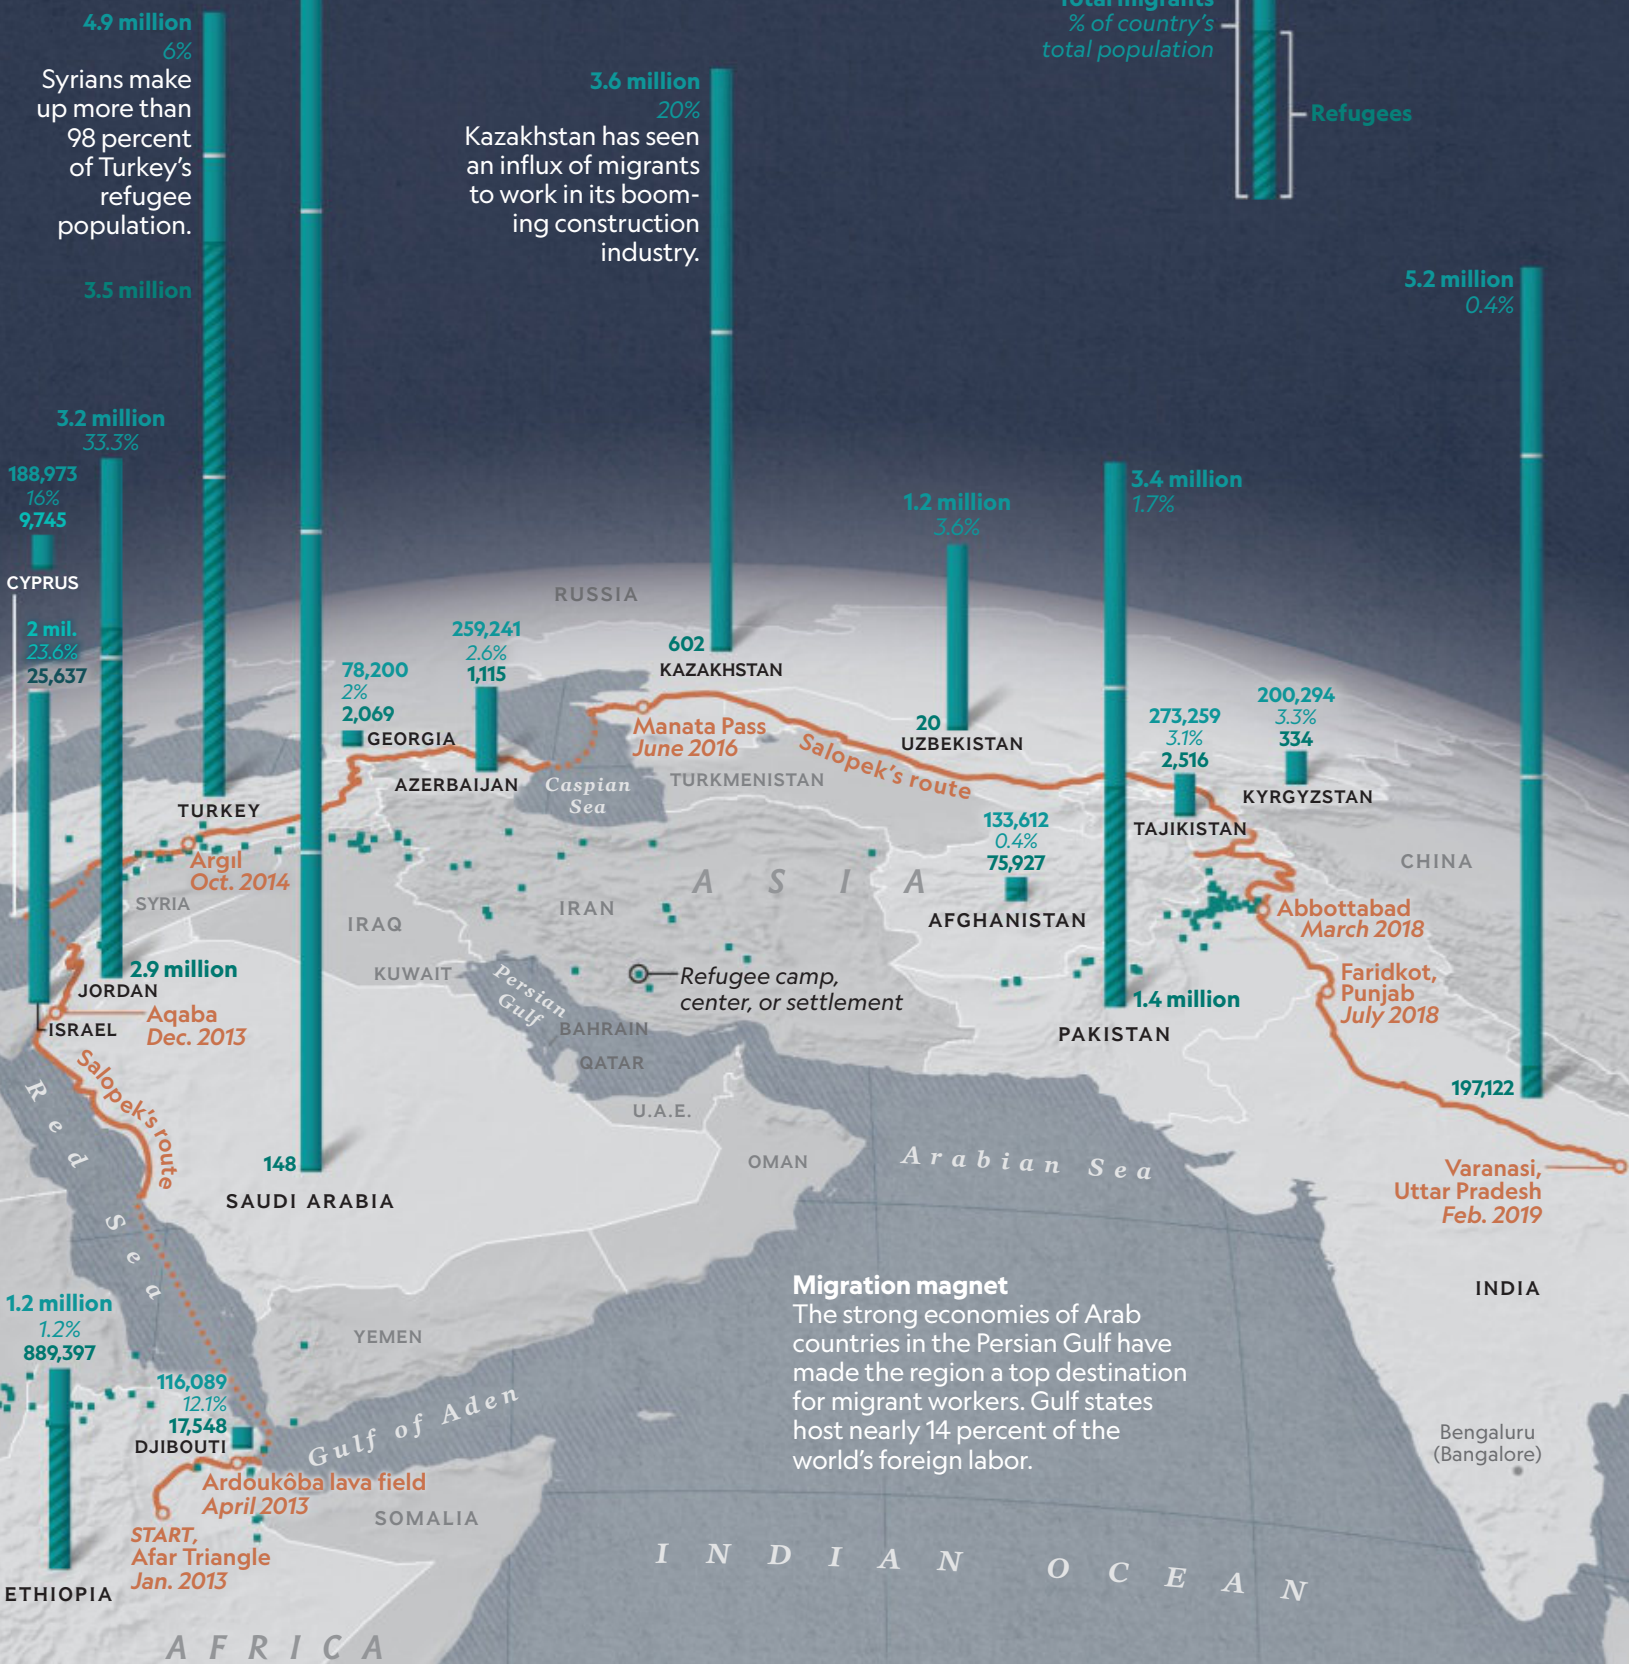 Total migrants
% of country's
total population
Refugees
4.9 million
6%
Syrians make
up more than
98 percent
of Turkey's
refugee
population.
3.5 million
3.6 million
20%
Kazakhstan has seen
an influx of migrants
to work in its boom-
ing construction
industry.
5.2 million
0.4%
3.2 million
33.3%
188,973
16%
9,745
CYPRUS
3.4 million
1.7%
1.2 million
3.6%
RUSSIA
2 mil.
23.6%
25,637
259,241
2.6%
1,115
602
KAZAKHSTAN
78,200
2%
2,069
GEORGIA
AZERBAIJAN
Manata Pass
June 2016
Salopek's route
20
UZBEKISTAN
273,259
3.1%
2,516
200,294
3.3%
334
KYRGYZSTAN
TAJIKISTAN
TURKEY
Caspian
Sea
TURKMENISTAN
133,612
0.4%
75,927
AFGHANISTAN
CHINA
Argıl
Oct. 2014
SYRIA
ASIA
IRAQ
IRAN
Abbottabad
March 2018
2.9 million
JORDAN
KUWAIT
Persian
Gulf
Refugee camp,
center, or settlement
Faridkot,
Punjab
July 2018
1.4 million
PAKISTAN
ISRAEL
Aqaba
Dec. 2013
BAHRAIN
QATAR
U.A.E.
197,122
Salopek's route
Red Sea
148
SAUDI ARABIA
OMAN
Arabian Sea
Varanasi,
Uttar Pradesh
Feb. 2019
INDIA
Migration magnet
The strong economies of Arab
countries in the Persian Gulf have
made the region a top destination
for migrant workers. Gulf states
host nearly 14 percent of the
world's foreign labor.
1.2 million
1.2%
889,397
YEMEN
116,089
12.1%
17,548
DJIBOUTI
Gulf of Aden
Bengaluru
(Bangalore)
Ardoukôba lava field
April 2013
SOMALIA
START,
Afar Triangle
Jan. 2013
ETHIOPIA
INDIAN OCEAN
AFRICA